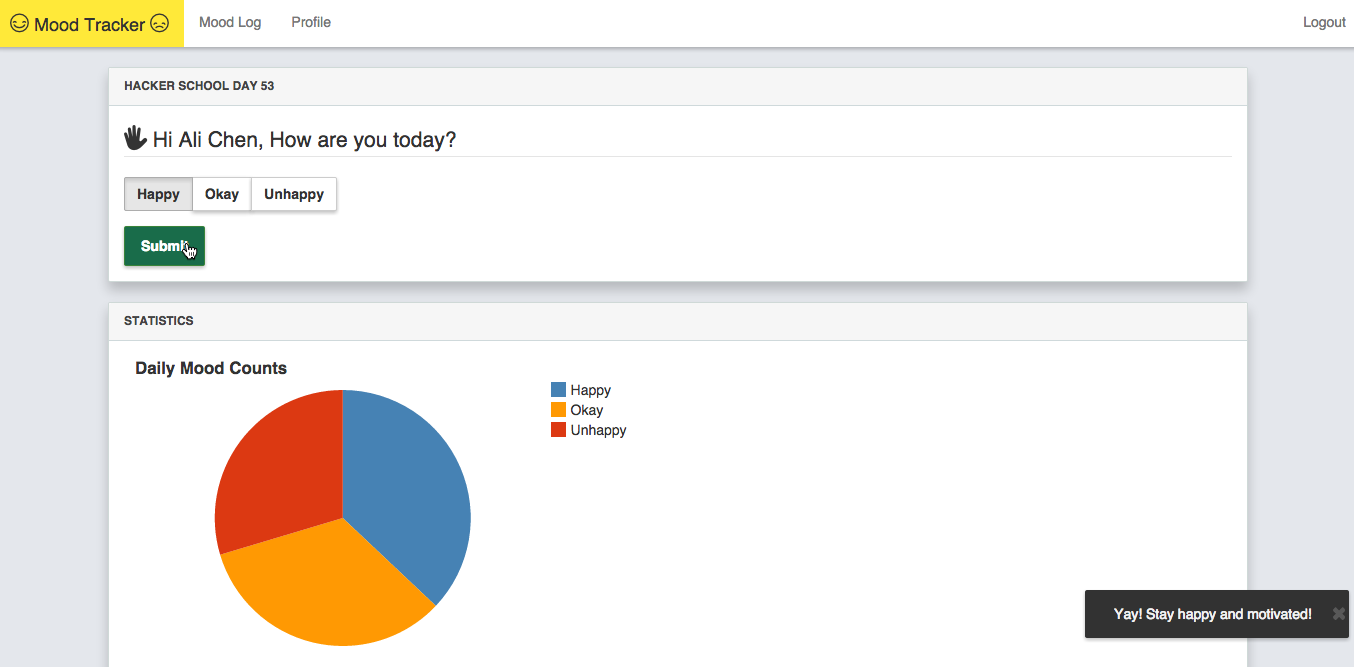 Mood Tracker
Mood Log
Profile
Logout
HACKER SCHOOL DAY 53
Hi Ali Chen, How are you today?
Happy
Okay
Unhappy
Submit
STATISTICS
Daily Mood Counts
Happy
Okay
Unhappy
Yay! Stay happy and motivated!